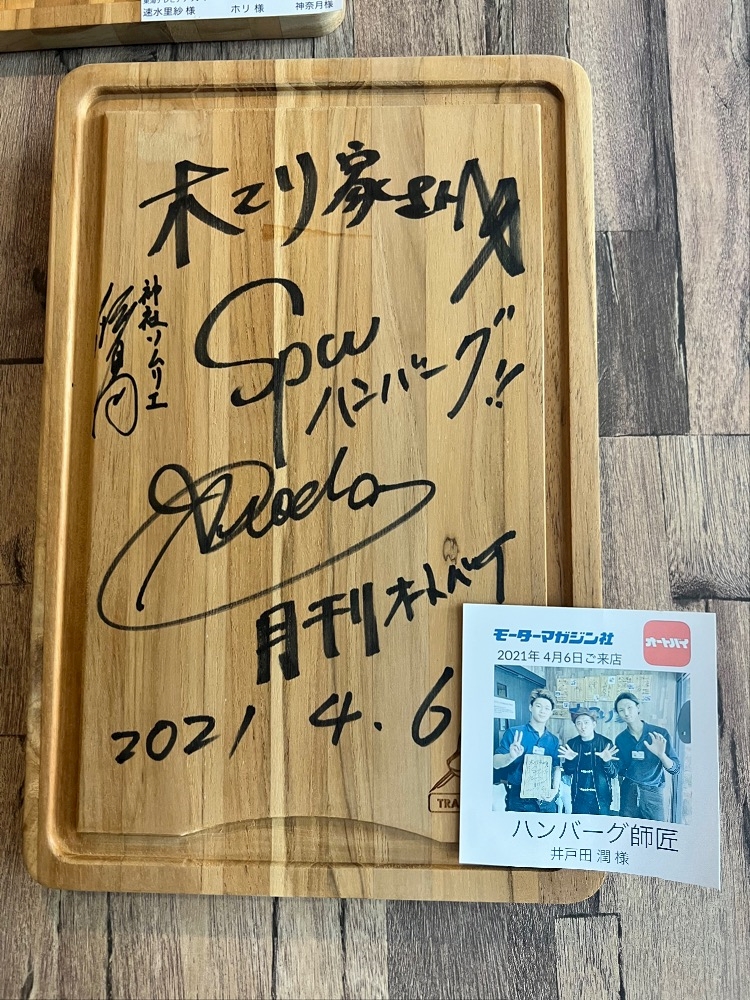 速水里紗 様
ホリ 様
神奈月様
木こり家さん江
神社ソムリエ
Spw
ハンバーグ!!
月刊オートバイ
2021 4.6
モーターマガジン社
オートバイ
2021年 4月6日ご来店
TRA
ハンバーグ師匠
井戸田 潤 様